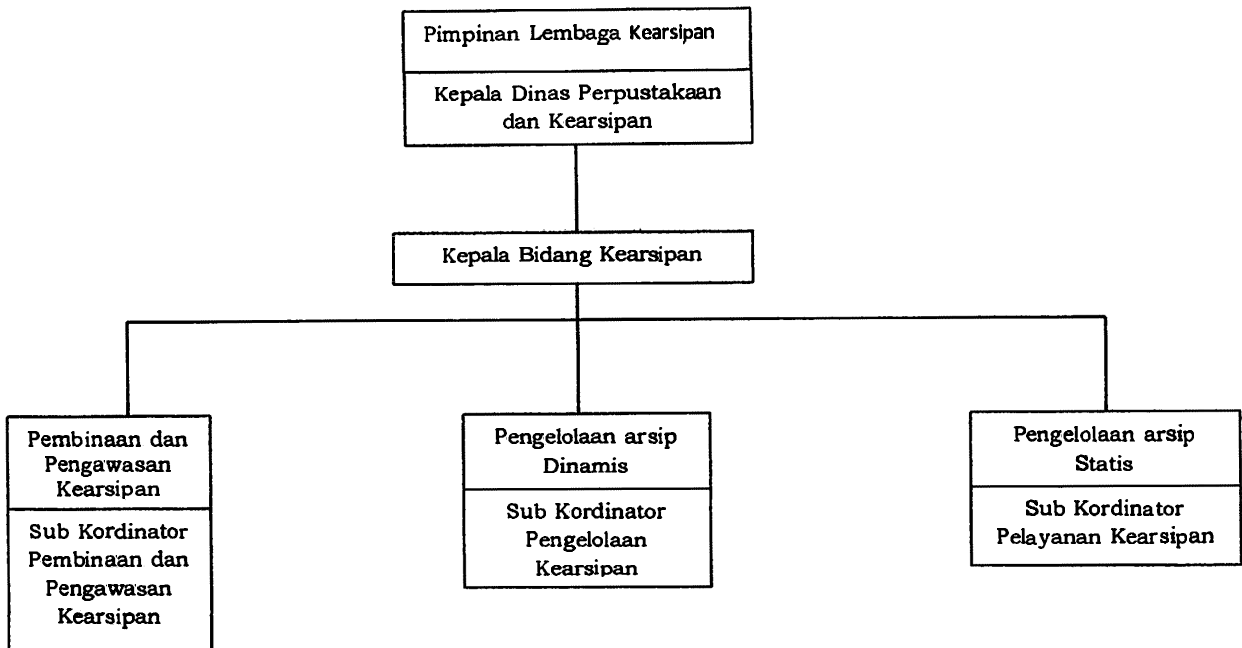 Pimpinan Lembaga Kearsipan
Kepala Dinas Perpustakaan
dan Kearsipan
Kepala Bidang Kearsipan
Pembinaan dan
Pengawasan
Kearsipan
Sub Kordinator
Pembinaan dan
Pengawasan
Kearsipan
Pengelolaan arsip
Dinamis
Sub Kordinator
Pengelolaan
Kearsipan
Pengelolaan arsip
Statis
Sub Kordinator
Pelayanan Kearsipan